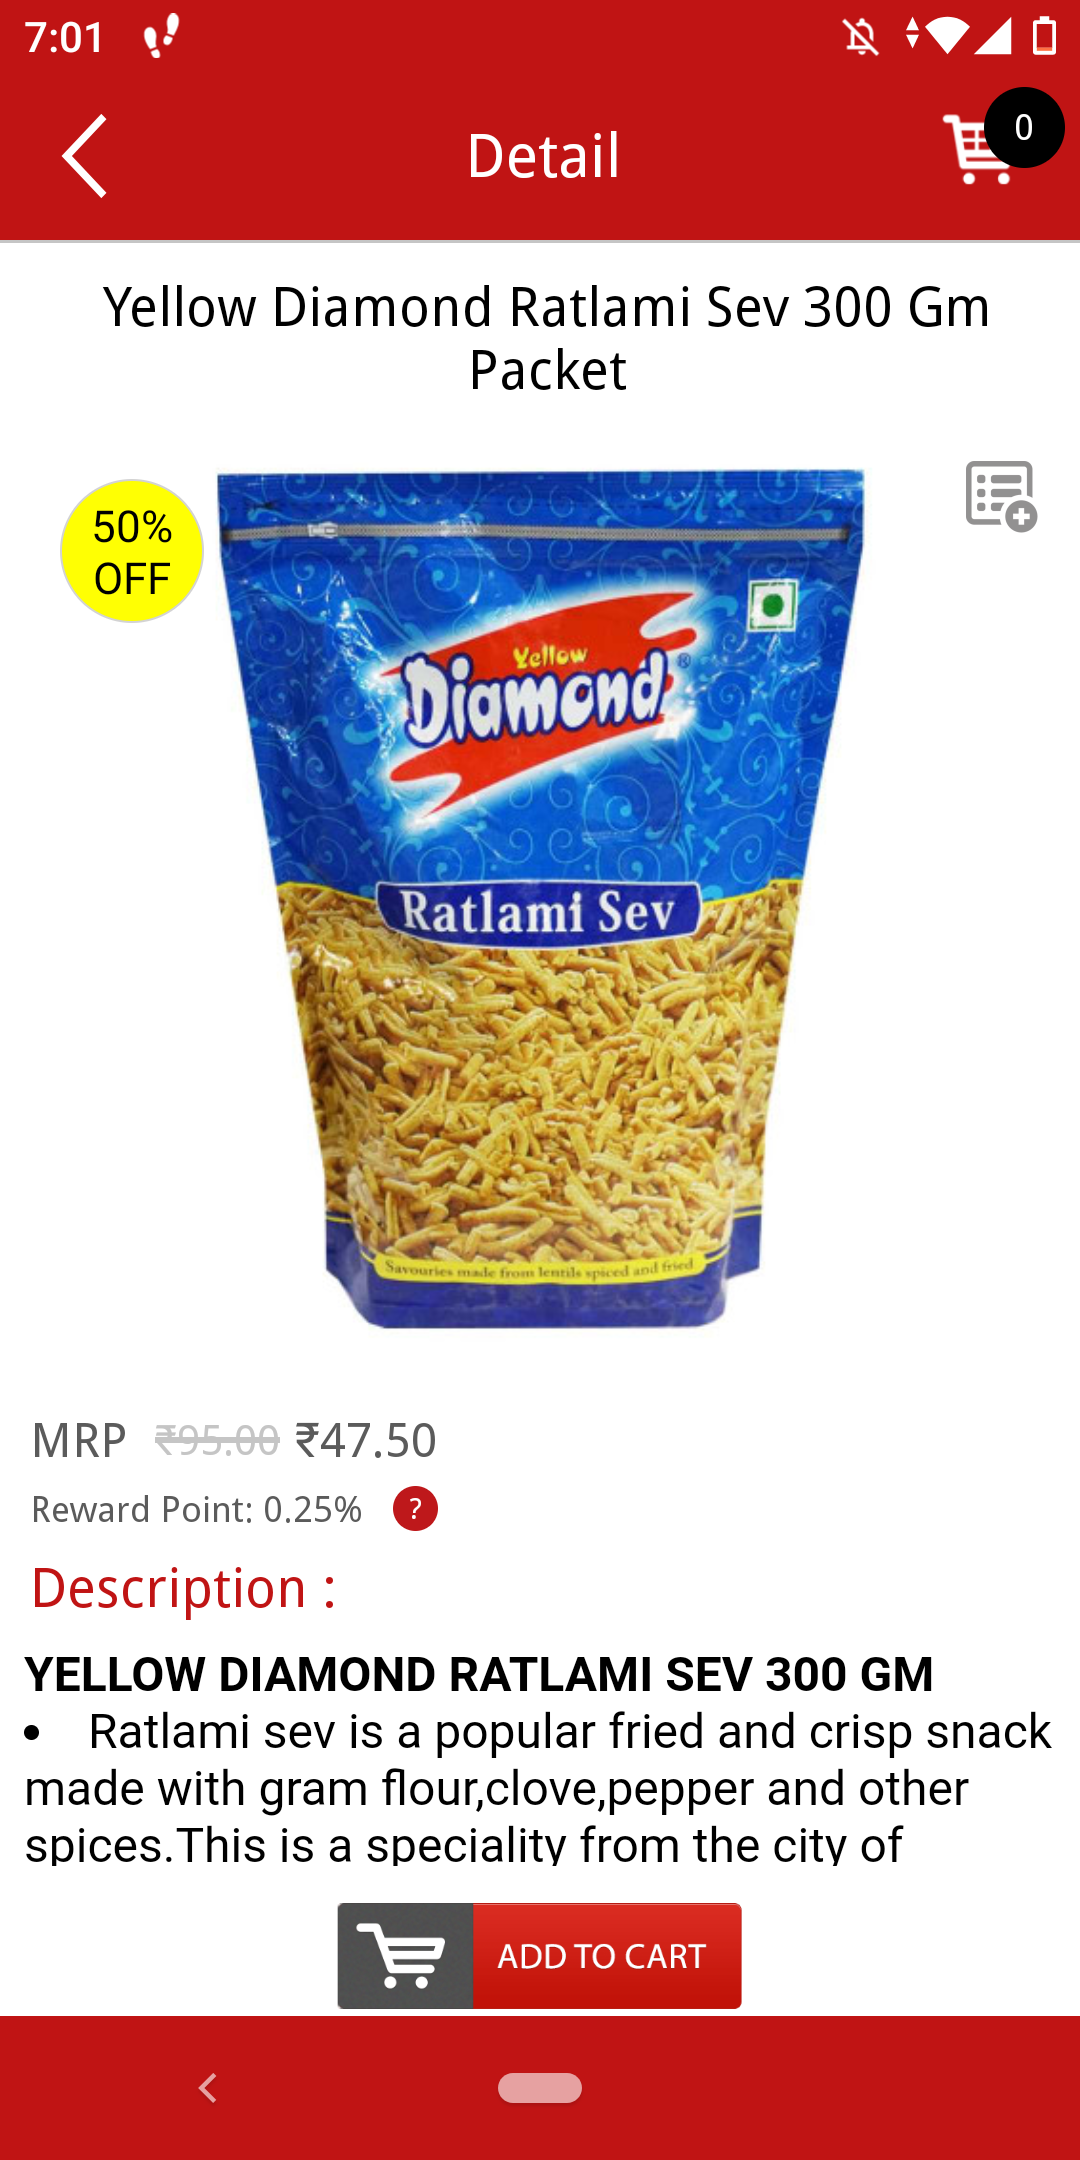 7:01
Detail
0
Yellow Diamond Ratlami Sev 300 Gm
Packet
50%
OFF
Yellow
Diamond
®
Ratlami Sev
Savouries made from lentils spiced and fried
MRP ₹95.00 ₹47.50
Reward Point: 0.25% ?
Description :
YELLOW DIAMOND RATLAMI SEV 300 GM
• Ratlami sev is a popular fried and crisp snack
made with gram flour,clove,pepper and other
spices.This is a speciality from the city of
ADD TO CART